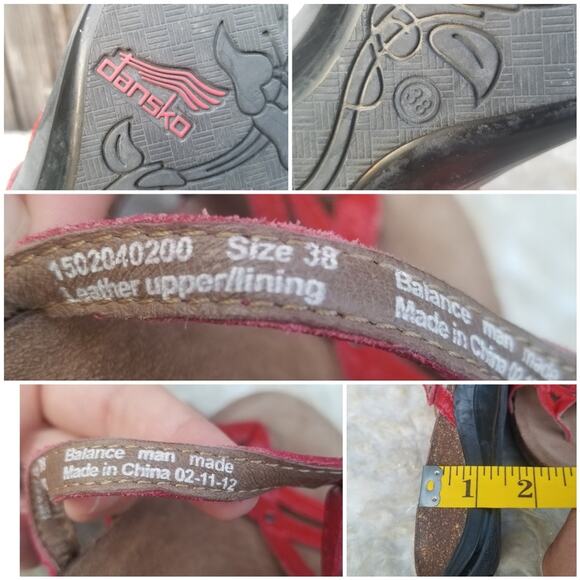 dansko
38
1502040200 Size 38
Leather upper/lining
Balance man made
Made in China 02
Balance man made
Made in China 02-11-12
1 2